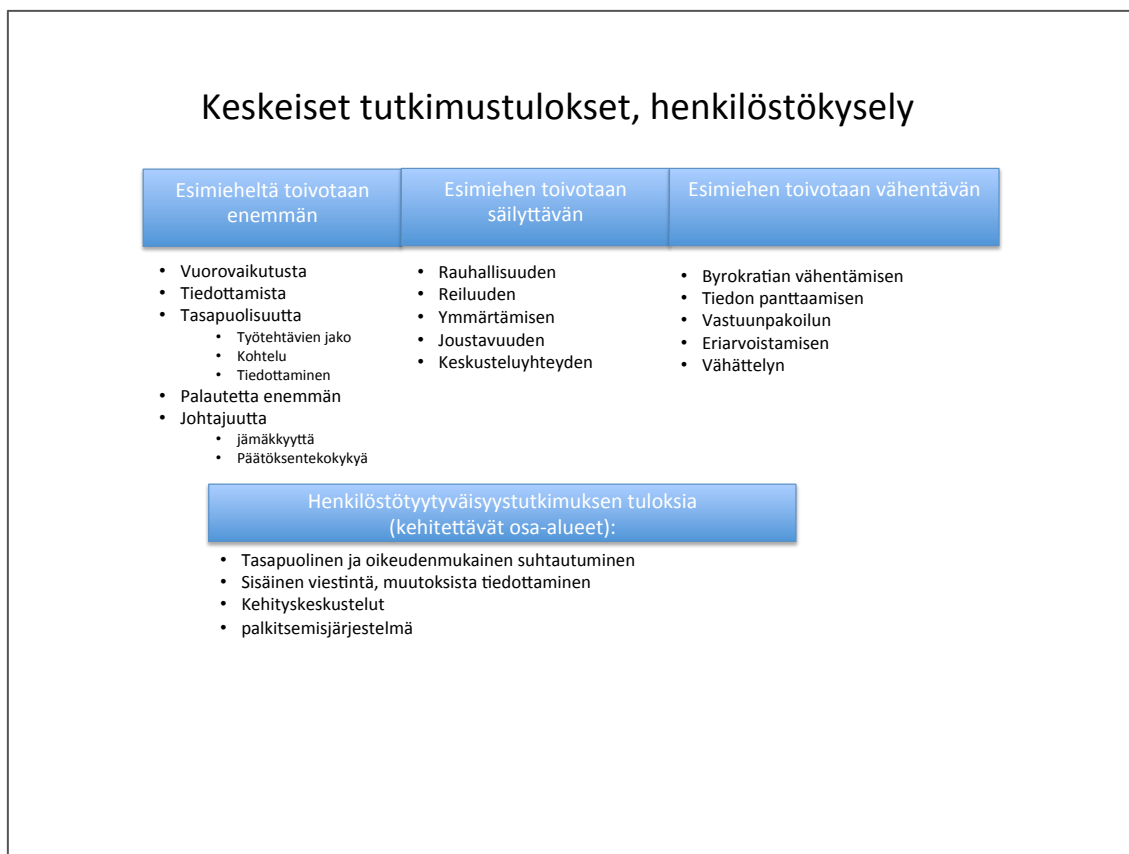 Keskeiset tutkimustulokset, henkilöstökysely
Esimieheltä toivotaan
enemmän
• Vuorovaikutusta
• Tiedottamista
• Tasapuolisuutta
• Työtehtävien jako
• Kohtelu
• Tiedottaminen
• Palautetta enemmän
• Johtajuutta
• jämäkkyyttä
• Päätöksentekokykyä
Esimiehen toivotaan
säilyttävän
• Rauhallisuuden
• Reiluuden
• Ymmärtämisen
• Joustavuuden
• Keskusteluyhteyden
Esimiehen toivotaan vähentävän
• Byrokratian vähentämisen
• Tiedon panttaamisen
• Vastuunpakoilun
• Eriarvoistamisen
• Vähättelyn
Henkilöstötyytyväisyystutkimuksen tuloksia
(kehitettävät osa-alueet):
• Tasapuolinen ja oikeudenmukainen suhtautuminen
• Sisäinen viestintä, muutoksista tiedottaminen
• Kehityskeskustelut
• palkitsemisjärjestelmä